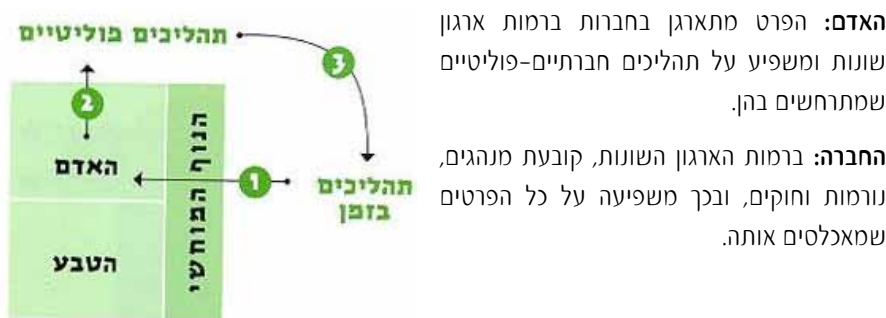 האדם: הפרט מתארגן בחברות ברמות ארגון
שונות ומשפיע על תהליכים חברתיים-פוליטיים
שמתרחשים בהן.
החברה: ברמות הארגון השונות, קובעת מנהגים,
נורמות וחוקים, ובכך משפיעה על כל הפרטים
שמאכלסים אותה.
תהליכים פוליטיים
3
2
הנוף המוחשי
האדם
1
תהליכים
בזמן
הטבע